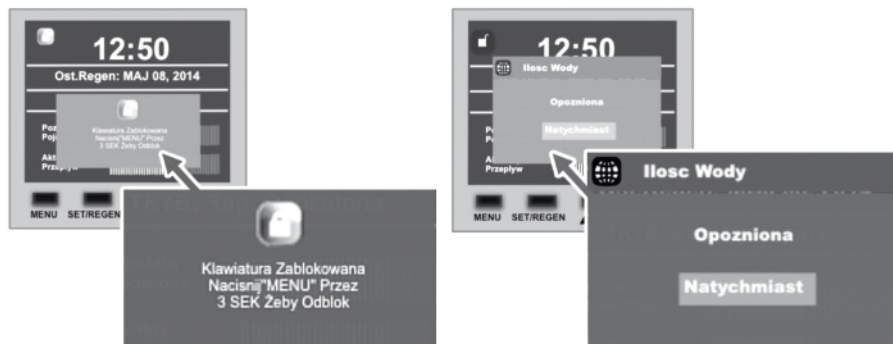 12:50
Ost.Regen: MAJ 08, 2014
Klawiatura Zablokowana
Nacisnij"MENU" Przez
3 SEK Żeby Odblok
Przepływ
MENU SET/REGEN
Klawiatura Zablokowana
Nacisnij"MENU" Przez
3 SEK Żeby Odblok
12:50
Ilosc Wody
Opozniona
Natychmiast
Przepływ
MENU SET/REGEN
Ilosc Wody
Opozniona
Natychmiast